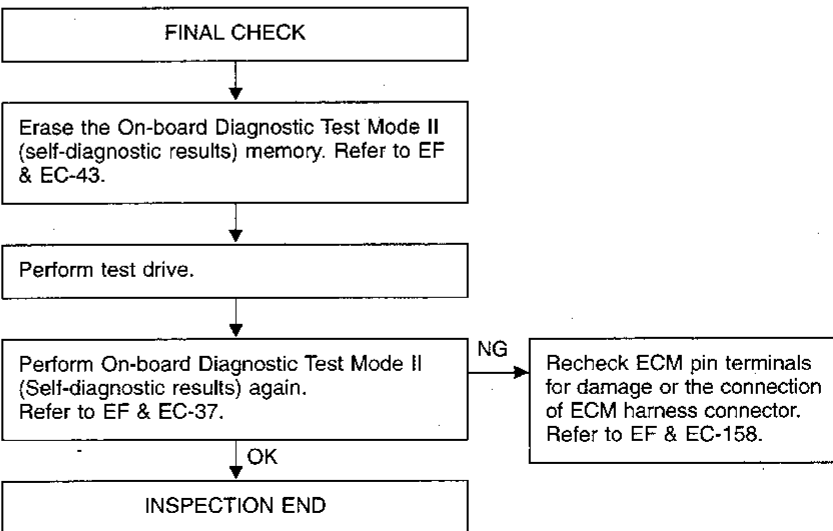 FINAL CHECK
Erase the On-board Diagnostic Test Mode II
(self-diagnostic results) memory. Refer to EF
& EC-43.
Perform test drive.
Perform On-board Diagnostic Test Mode II
(Self-diagnostic results) again.
Refer to EF & EC-37.
NG
Recheck ECM pin terminals
for damage or the connection
of ECM harness connector.
Refer to EF & EC-158.
OK
INSPECTION END